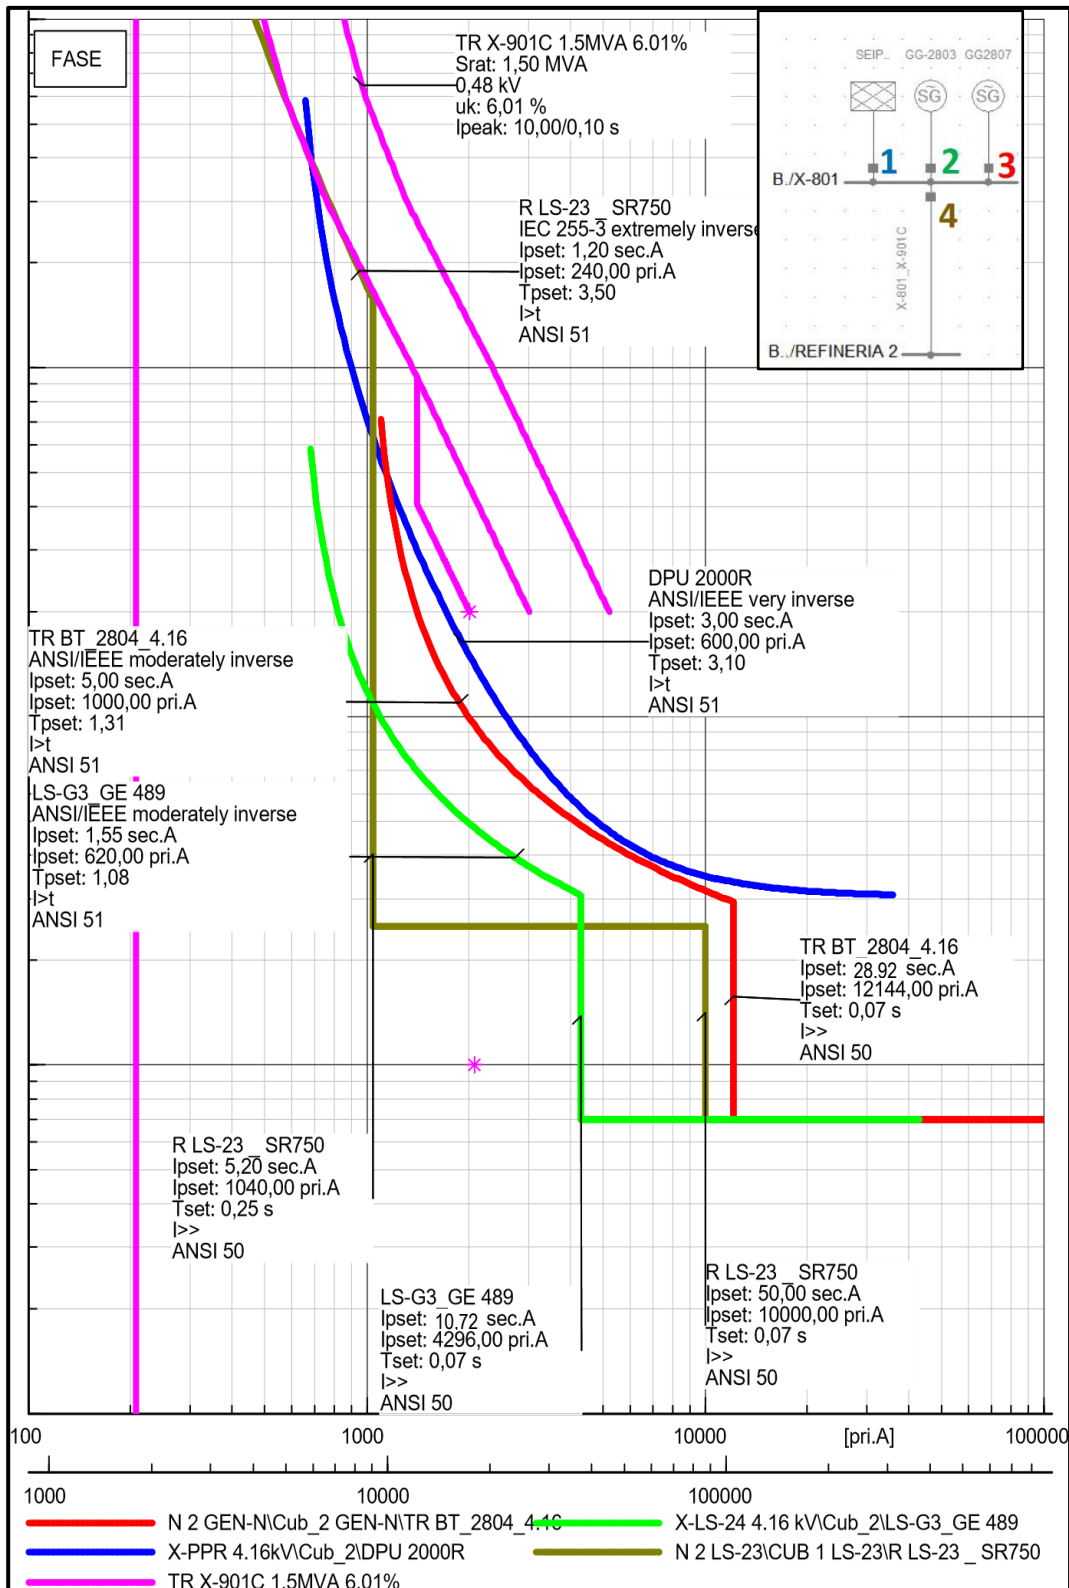 FASE
TR X-901C 1.5MVA 6.01%
Srat: 1,50 MVA
0,48 kV
uk: 6,01 %
Ipeak: 10,00/0,10 s
SEIP..
GG-2803
GG2807
SG
SG
1
2
3
B./X-801
4
X-801_X-901C
B../REFINERIA 2
R LS-23 _ SR750
IEC 255-3 extremely inverse
Ipset: 1,20 sec.A
Ipset: 240,00 pri.A
Tpset: 3,50
I>t
ANSI 51
DPU 2000R
ANSI/IEEE very inverse
Ipset: 3,00 sec.A
Ipset: 600,00 pri.A
Tpset: 3,10
I>t
ANSI 51
TR BT_2804_4.16
ANSI/IEEE moderately inverse
Ipset: 5,00 sec.A
Ipset: 1000,00 pri.A
Tpset: 1,31
I>t
ANSI 51
LS-G3_GE 489
ANSI/IEEE moderately inverse
Ipset: 1,55 sec.A
Ipset: 620,00 pri.A
Tpset: 1,08
I>t
ANSI 51
TR BT_2804_4.16
Ipset: 28.92 sec.A
Ipset: 12144,00 pri.A
Tset: 0,07 s
I>>
ANSI 50
R LS-23 _ SR750
Ipset: 5,20 sec.A
Ipset: 1040,00 pri.A
Tset: 0,25 s
I>>
ANSI 50
LS-G3_GE 489
Ipset: 10,72 sec.A
Ipset: 4296,00 pri.A
Tset: 0,07 s
I>>
ANSI 50
R LS-23 _ SR750
Ipset: 50,00 sec.A
Ipset: 10000,00 pri.A
Tset: 0,07 s
I>>
ANSI 50
100 1000 10000 [pri.A] 100000
1000 10000 100000
N 2 GEN-N\Cub_2 GEN-N\TR BT_2804_4.16
X-LS-24 4.16 kV\Cub_2\LS-G3_GE 489
X-PPR 4.16kV\Cub_2\DPU 2000R
N 2 LS-23\CUB 1 LS-23\R LS-23 _ SR750
TR X-901C 1.5MVA 6.01%